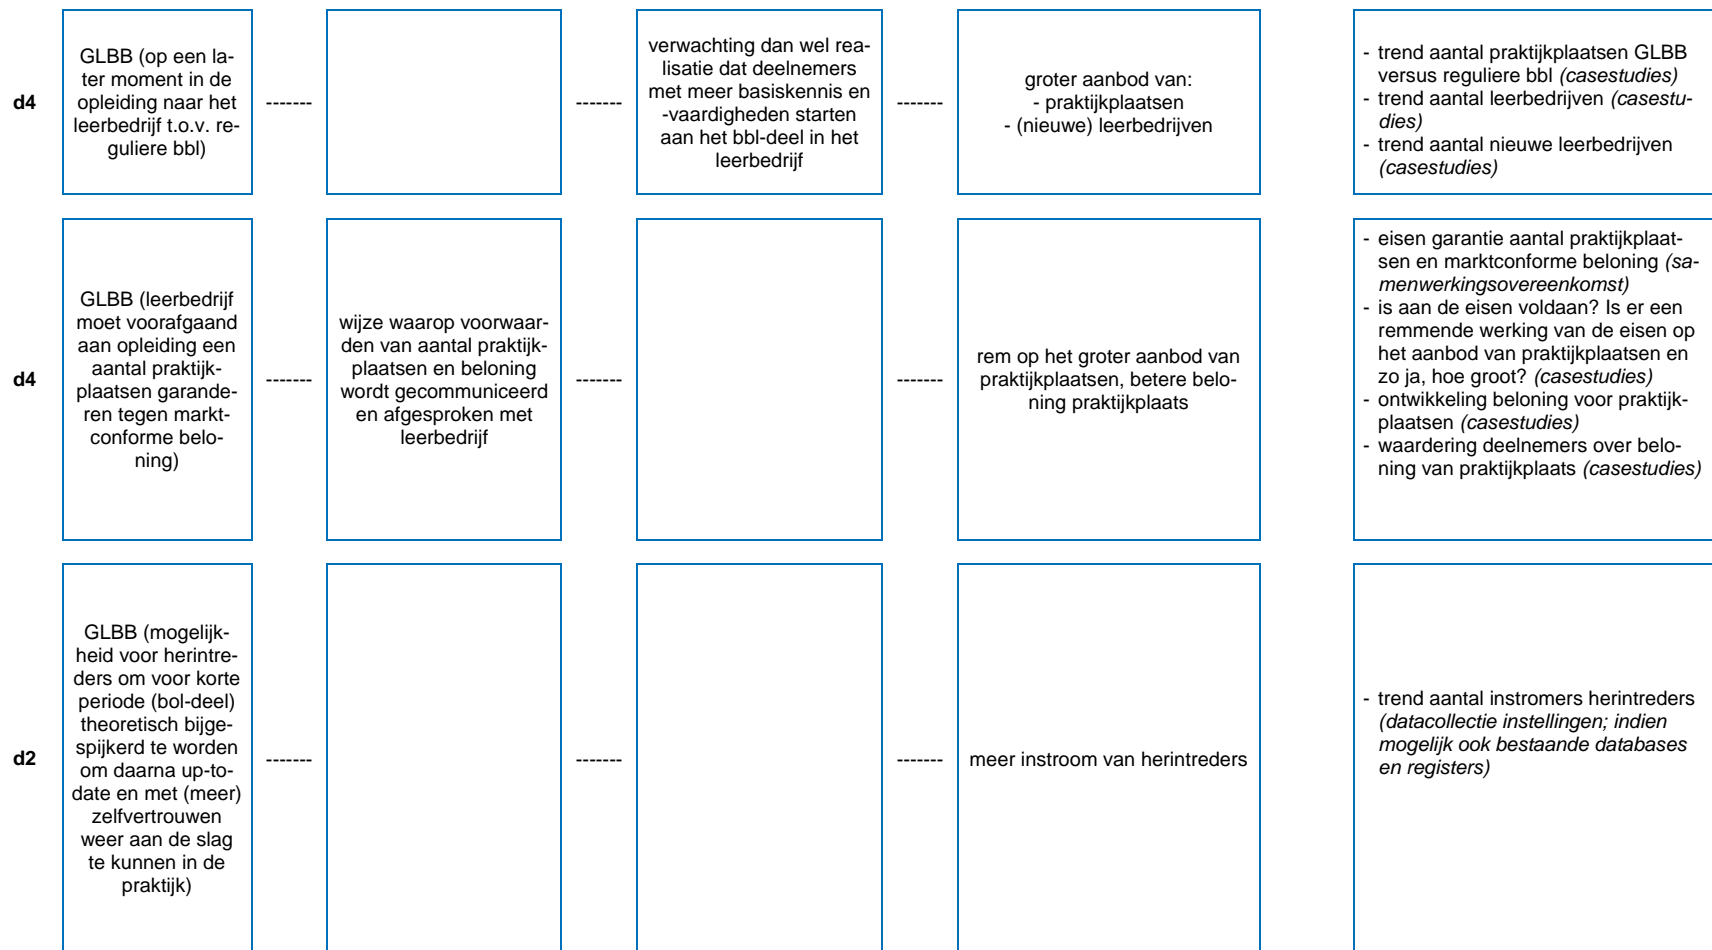 d4
GLBB (op een la-
ter moment in de
opleiding naar het
leerbedrijf t.o.v. re-
guliere bbl)
-------
-------
verwachting dan wel rea-
lisatie dat deelnemers
met meer basiskennis en
-vaardigheden starten
aan het bbl-deel in het
leerbedrijf
-------
groter aanbod van:
- praktijkplaatsen
- (nieuwe) leerbedrijven
- trend aantal praktijkplaatsen GLBB
versus reguliere bbl (casestudies)
- trend aantal leerbedrijven (casestu-
dies)
- trend aantal nieuwe leerbedrijven
(casestudies)
d4
GLBB (leerbedrijf
moet voorafgaand
aan opleiding een
aantal praktijk-
plaatsen garande-
ren tegen markt-
conforme belo-
ning)
-------
wijze waarop voorwaar-
den van aantal praktijk-
plaatsen en beloning
wordt gecommuniceerd
en afgesproken met
leerbedrijf
-------
-------
rem op het groter aanbod van
praktijkplaatsen, betere belo-
ning praktijkplaats
- eisen garantie aantal praktijkplaat-
sen en marktconforme beloning (sa-
menwerkingsovereenkomst)
- is aan de eisen voldaan? Is er een
remmende werking van de eisen op
het aanbod van praktijkplaatsen en
zo ja, hoe groot? (casestudies)
- ontwikkeling beloning voor praktijk-
plaatsen (casestudies)
- waardering deelnemers over belo-
ning van praktijkplaats (casestudies)
d2
GLBB (mogelijk-
heid voor herintre-
ders om voor korte
periode (bol-deel)
theoretisch bijge-
spijkerd te worden
om daarna up-to-
date en met (meer)
zelfvertrouwen
weer aan de slag
te kunnen in de
praktijk)
-------
-------
-------
meer instroom van herintreders
- trend aantal instromers herintreders
(datacollectie instellingen; indien
mogelijk ook bestaande databases
en registers)